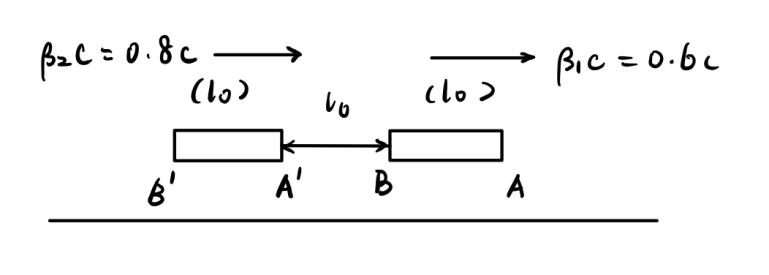 β₂c = 0.8c
β₁c = 0.6c
(l₀)
l₀
(l₀)
B'
A'
B
A